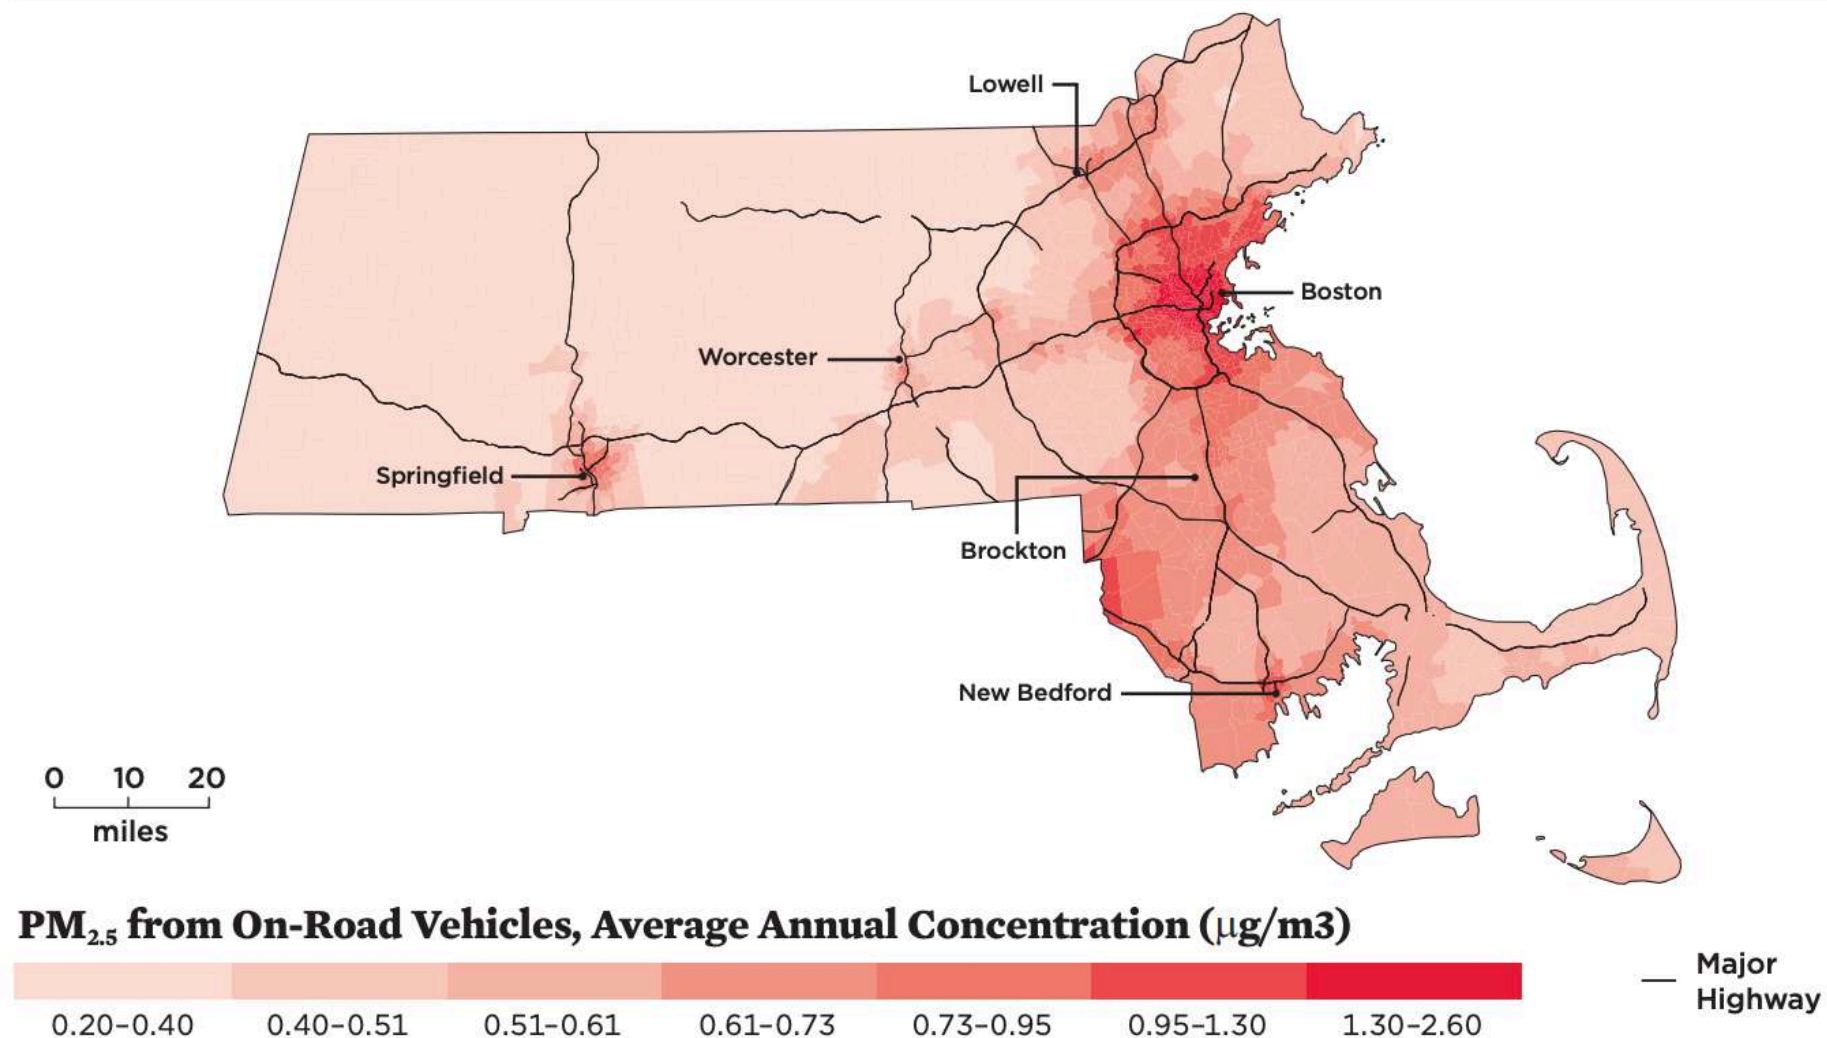 Lowell
Boston
Worcester
Springfield
Brockton
New Bedford
0 10 20
miles
PM2.5 from On-Road Vehicles, Average Annual Concentration (μg/m3)
0.20–0.40 0.40–0.51 0.51–0.61 0.61–0.73 0.73–0.95 0.95–1.30 1.30–2.60
Major
Highway